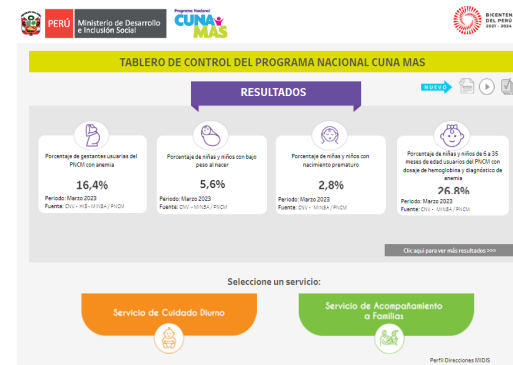 PERÚ
Ministerio de Desarrollo
e Inclusión Social
Programa Nacional
CUNA
MÁS
BICENTEN
DEL PERÚ
2021 - 2024
TABLERO DE CONTROL DEL PROGRAMA NACIONAL CUNA MAS
RESULTADOS
NUEVO
Porcentaje de gestantes usuarias del
PNCM con anemia
16,4%
Periodo: Marzo 2023
Fuente: CNV - HIS - MINSA / PNCM
Porcentaje de niñas y niños con bajo
peso al nacer
5,6%
Periodo: Marzo 2023
Fuente: CNV - MINSA / PNCM
Porcentaje de niñas y niños con
nacimiento prematuro
2,8%
Periodo: Marzo 2023
Fuente: CNV - MINSA / PNCM
Porcentaje de niñas y niños de 6 a 35
meses de edad usuarios del PNCM con
dosaje de hemoglobina y diagnóstico de
anemia
26.8%
Periodo: Marzo 2023
Fuente: CNV - MINSA / PNCM
Clic aquí para ver más resultados >>>
Seleccione un servicio:
Servicio de Cuidado Diurno
Servicio de Acompañamiento
a Familias
Perfil Direcciones MIDIS